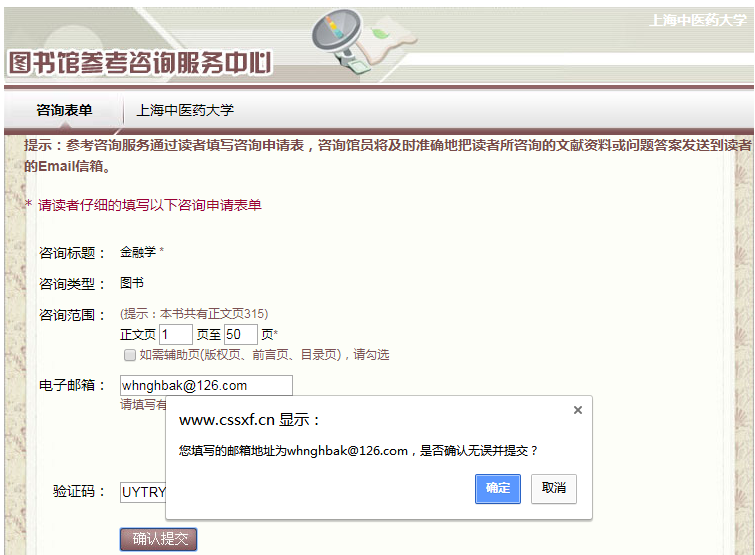 上海中医药大学
图书馆参考咨询服务中心
咨询表单 上海中医药大学
提示：参考咨询服务通过读者填写咨询申请表，咨询馆员将及时准确地把读者所咨询的文献资料或问题答案发送到读者
的Email信箱。
* 请读者仔细的填写以下咨询申请表单
咨询标题： 金融学 *
咨询类型： 图书
咨询范围： (提示：本书共有正文页315)
正文页 1 页至 50 页*
如需辅助页(版权页、前言页、目录页)，请勾选
电子邮箱： whnghbak@126.com
请填写有
www.cssxf.cn 显示： ×
您填写的邮箱地址为whnghbak@126.com，是否确认无误并提交？
确定 取消
验证码： UYTRY
确认提交